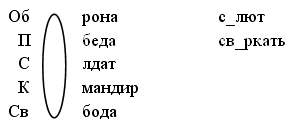 Об рона с_лют
П беда св_ркать
С лдат
К мандир
Св бода